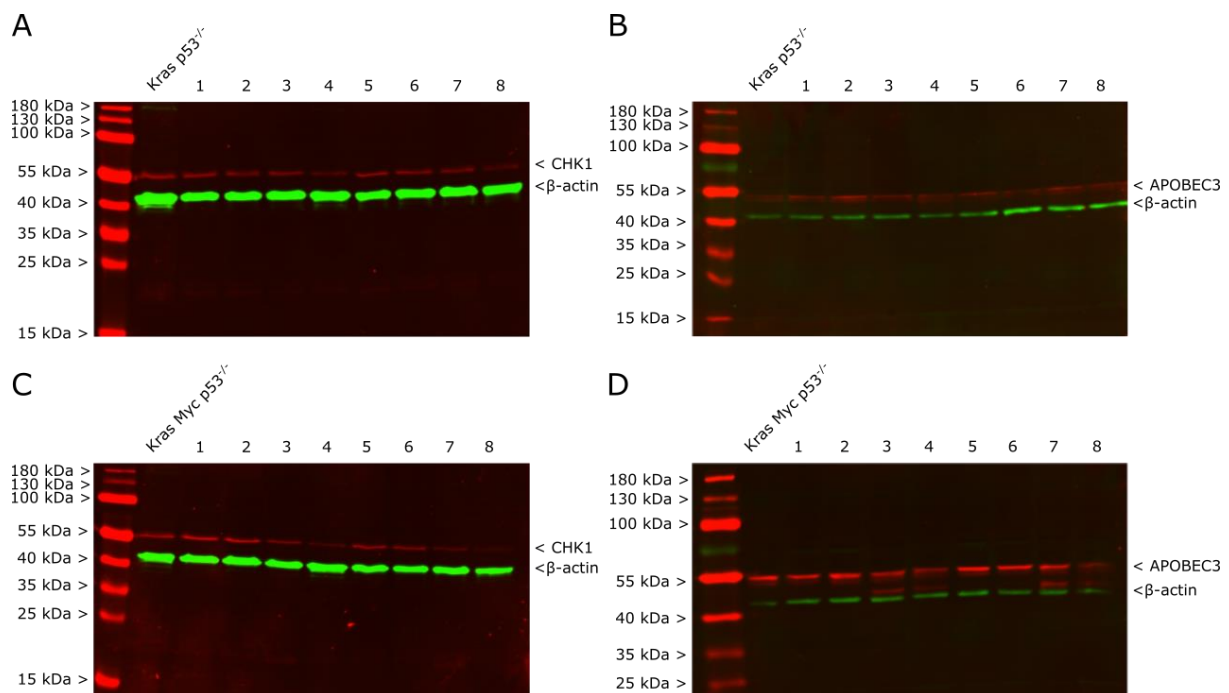 A
Kras p53-/-
1 2 3 4 5 6 7 8
180 kDa >
130 kDa >
100 kDa >
55 kDa >
40 kDa >
35 kDa >
25 kDa >
15 kDa >
< CHK1
<β-actin
B
Kras p53-/-
1 2 3 4 5 6 7 8
180 kDa >
130 kDa >
100 kDa >
55 kDa >
40 kDa >
35 kDa >
25 kDa >
15 kDa >
< APOBEC3
<β-actin
C
Kras Myc p53-/-
1 2 3 4 5 6 7 8
180 kDa >
130 kDa >
100 kDa >
55 kDa >
40 kDa >
35 kDa >
25 kDa >
15 kDa >
< CHK1
<β-actin
D
Kras Myc p53-/-
1 2 3 4 5 6 7 8
180 kDa >
130 kDa >
100 kDa >
55 kDa >
40 kDa >
35 kDa >
25 kDa >
< APOBEC3
<β-actin